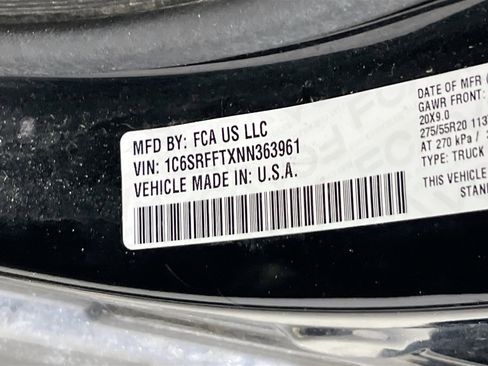 MFD BY: FCA US LLC
VIN: 1C6SRFFTXNN363961
VEHICLE MADE IN: U.S.A.
DATE OF MFR
GAWR FRONT:
20X9.0
275/55R20 113
AT 270 kPa /
TYPE: TRUCK
THIS VEHICLE